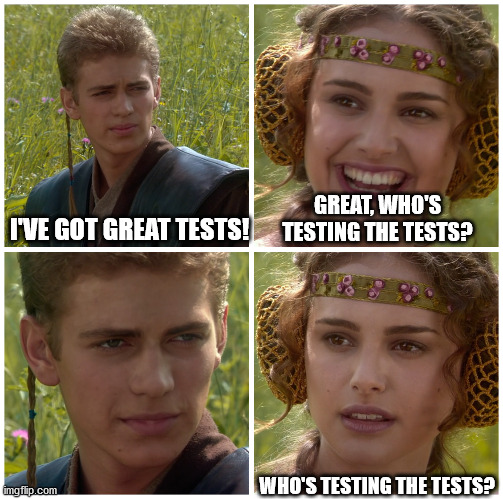 I'VE GOT GREAT TESTS!
GREAT, WHO'S
TESTING THE TESTS?
WHO'S TESTING THE TESTS?
imgflip.com